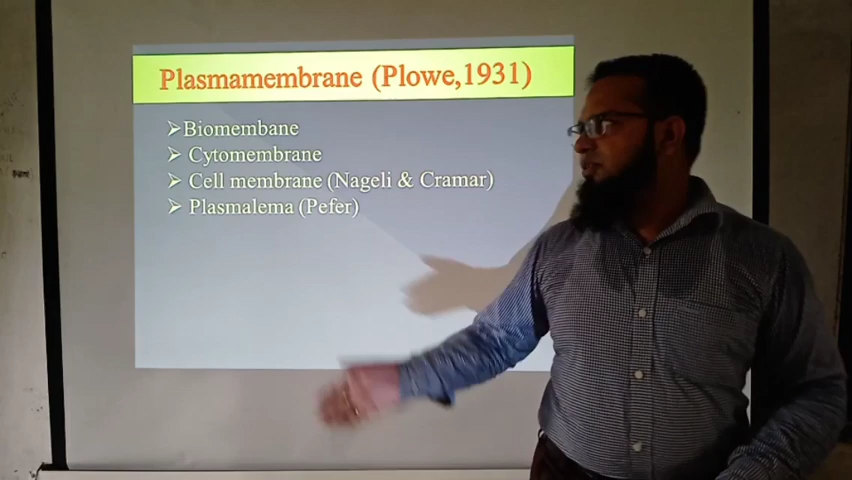 Plasmamembrane (Plowe,1931)
➢Biomembane
➢ Cytomembrane
➢ Cell membrane (Nageli & Cramar)
➢ Plasmalema (Pefer)